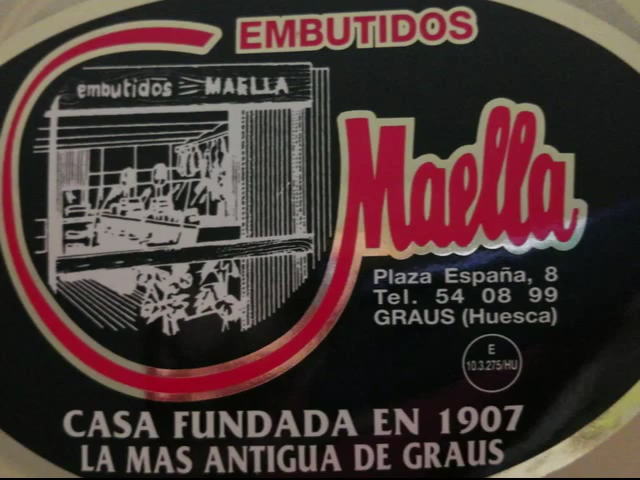 EMBUTIDOS
embutidos MAELLA
Maella
Plaza España, 8
Tel. 54 08 99
GRAUS (Huesca)
E
10.3.275/HU
CASA FUNDADA EN 1907
LA MAS ANTIGUA DE GRAUS